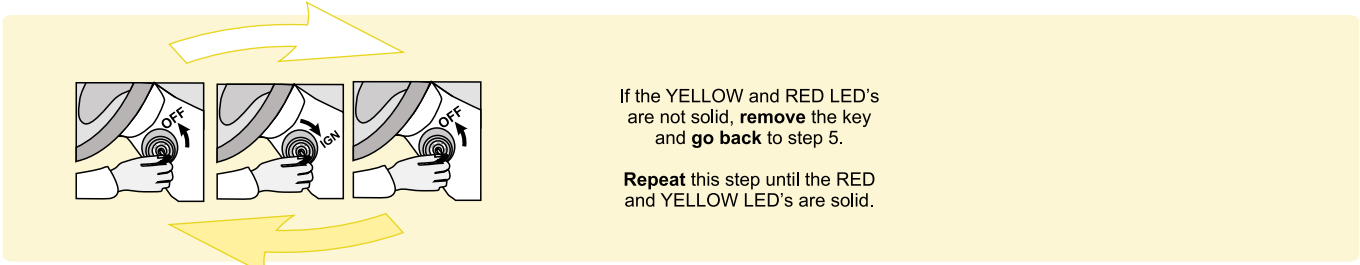 OFF
IGN
OFF
If the YELLOW and RED LED's
are not solid, remove the key
and go back to step 5.
Repeat this step until the RED
and YELLOW LED's are solid.